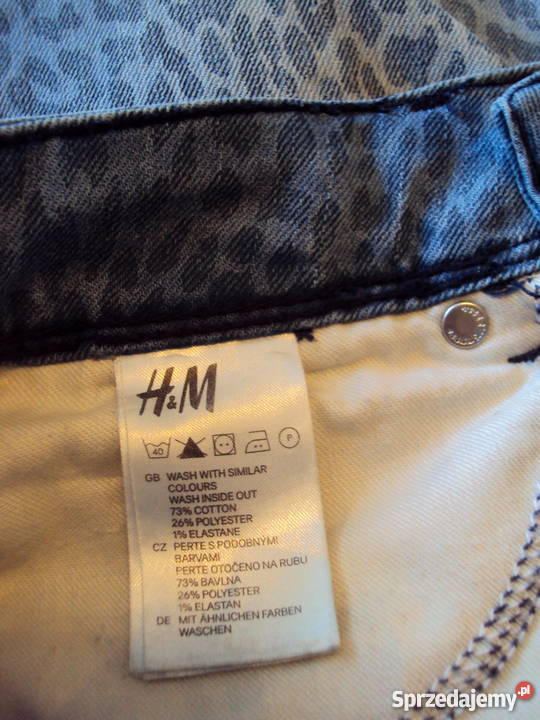 H&M
40 P
GB WASH WITH SIMILAR
COLOURS
WASH INSIDE OUT
73% COTTON
26% POLYESTER
1% ELASTANE
CZ PERTE S PODOBNÝMI
BARVAMI
PERTE OTOČENO NA RUBU
73% BAVLNA
26% POLYESTER
1% ELASTAN
DE MIT ÄHNLICHEN FARBEN
WASCHEN
Sprzedajemy.pl